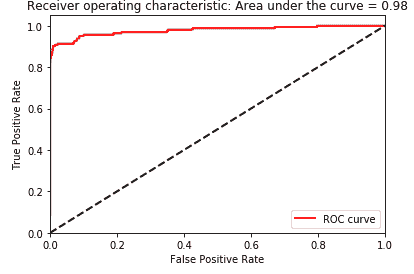 Receiver operating characteristic: Area under the curve = 0.98
1.0
0.8
0.6
0.4
0.2
0.0
True Positive Rate
ROC curve
0.0 0.2 0.4 0.6 0.8 1.0
False Positive Rate